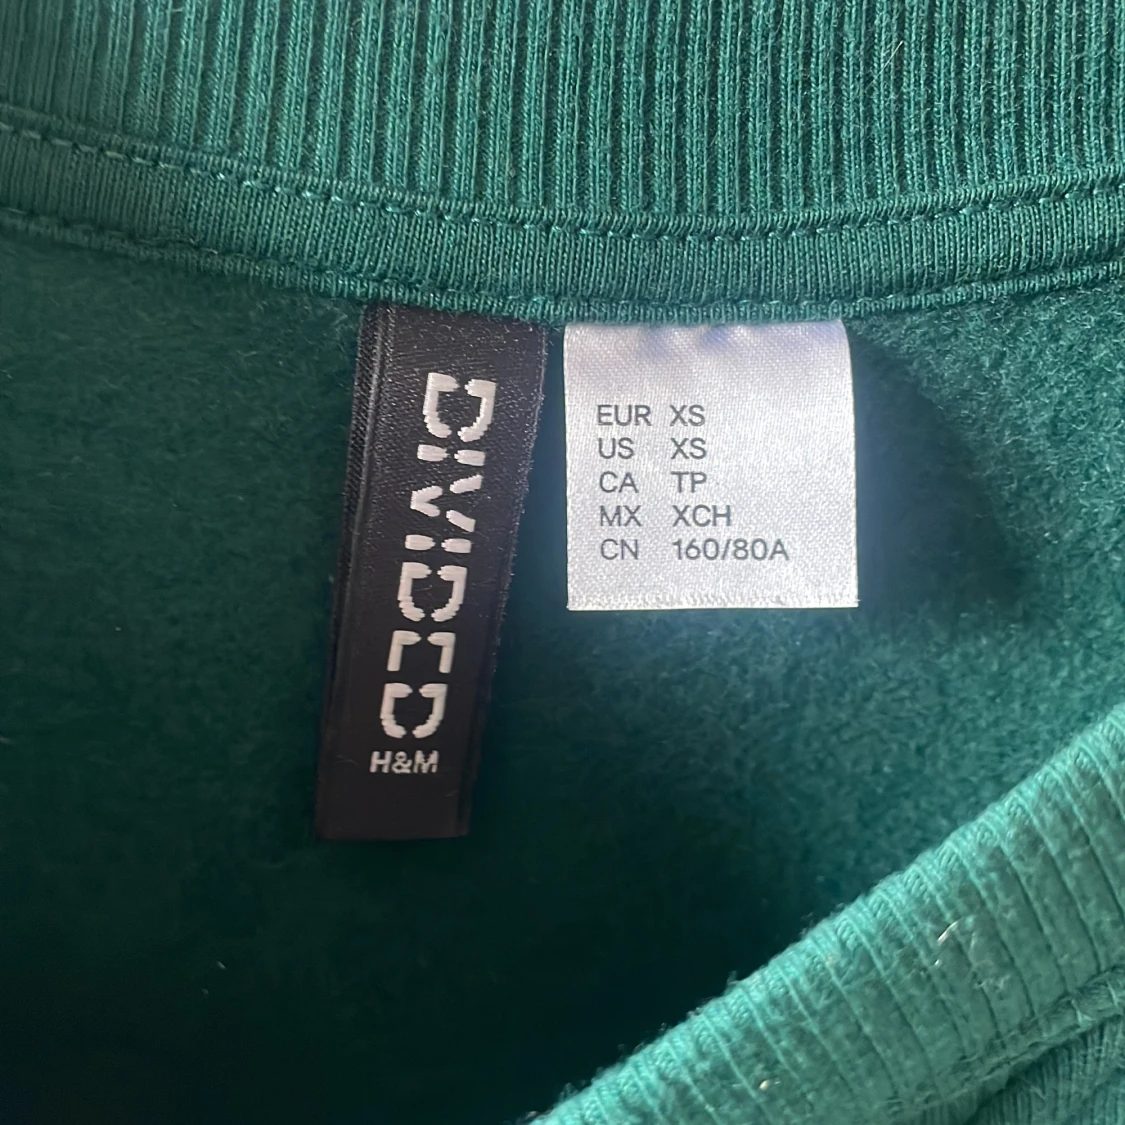 DIVIDED
H&M
EUR XS
US XS
CA TP
MX XCH
CN 160/80A